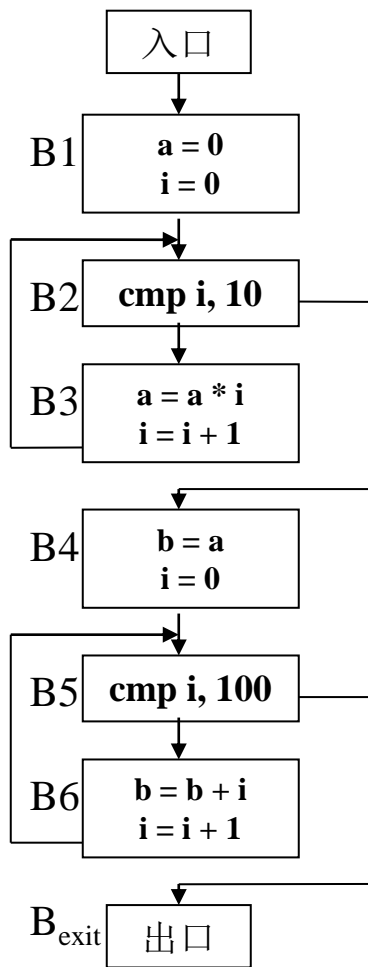 入口
B1
a = 0
i = 0
B2
cmp i, 10
B3
a = a * i
i = i + 1
B4
b = a
i = 0
B5
cmp i, 100
B6
b = b + i
i = i + 1
Bexit
出口